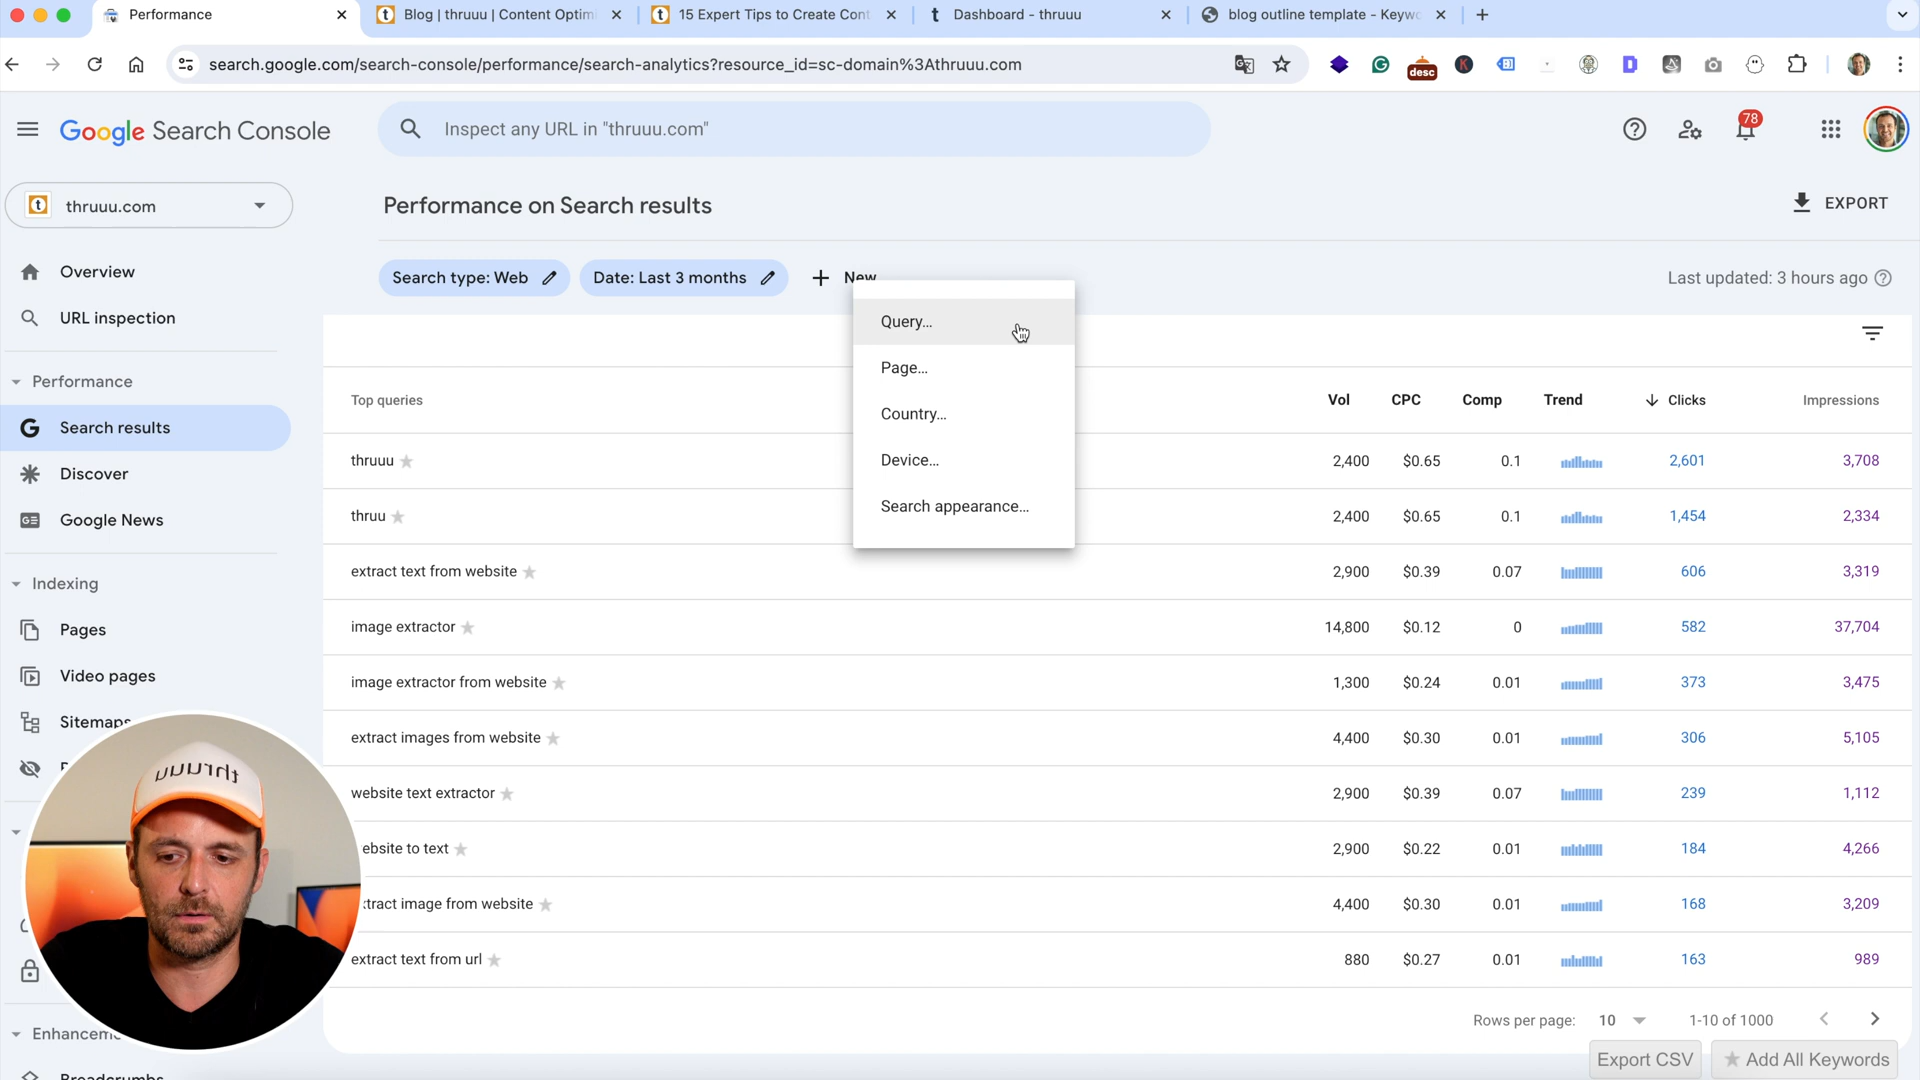 Performance
Blog | thruuu | Content Optimi
15 Expert Tips to Create Cont
Dashboard - thruuu
blog outline template - Keywo
search.google.com/search-console/performance/search-analytics?resource_id=sc-domain%3Athruuu.com
desc
Google Search Console
Inspect any URL in "thruuu.com"
78
thruuu.com
Performance on Search results
EXPORT
Overview
Search type: Web
Date: Last 3 months
New
Last updated: 3 hours ago
URL inspection
Query...
Page...
Country...
Device...
Search appearance...
Performance
Search results
Discover
Google News
Indexing
Pages
Video pages
Sitemaps
Top queries Vol CPC Comp Trend Clicks Impressions
thruuu 2,400 $0.65 0.1 2,601 3,708
thruu 2,400 $0.65 0.1 1,454 2,334
extract text from website 2,900 $0.39 0.07 606 3,319
image extractor 14,800 $0.12 0 582 37,704
image extractor from website 1,300 $0.24 0.01 373 3,475
extract images from website 4,400 $0.30 0.01 306 5,105
website text extractor 2,900 $0.39 0.07 239 1,112
ebsite to text 2,900 $0.22 0.01 184 4,266
tract image from website 4,400 $0.30 0.01 168 3,209
extract text from url 880 $0.27 0.01 163 989
thruuu
Enhanceme
Breadcrumbs
Rows per page: 10 1-10 of 1000
Export CSV
Add All Keywords